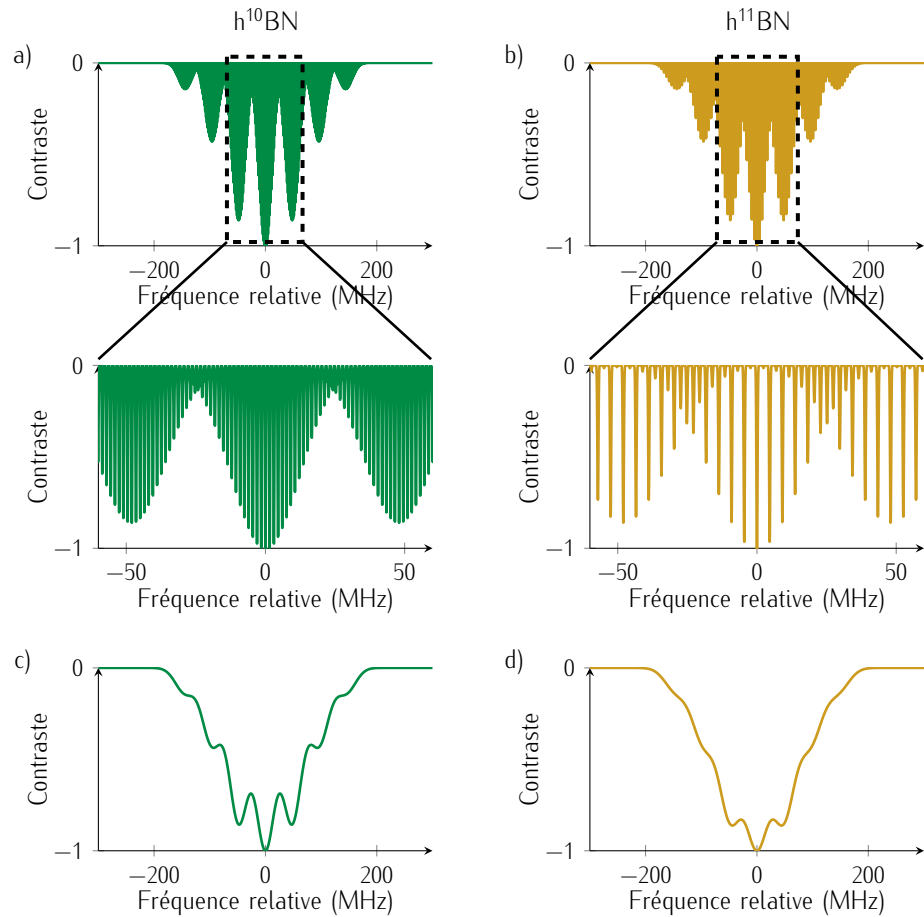 h¹⁰BN
h¹¹BN
a)
0
−1
Contraste
−200 0 200
Fréquence relative (MHz)
b)
0
−1
Contraste
−200 0 200
Fréquence relative (MHz)
0
−1
Contraste
−50 0 50
Fréquence relative (MHz)
0
−1
Contraste
−50 0 50
Fréquence relative (MHz)
c)
0
−1
Contraste
−200 0 200
Fréquence relative (MHz)
d)
0
−1
Contraste
−200 0 200
Fréquence relative (MHz)